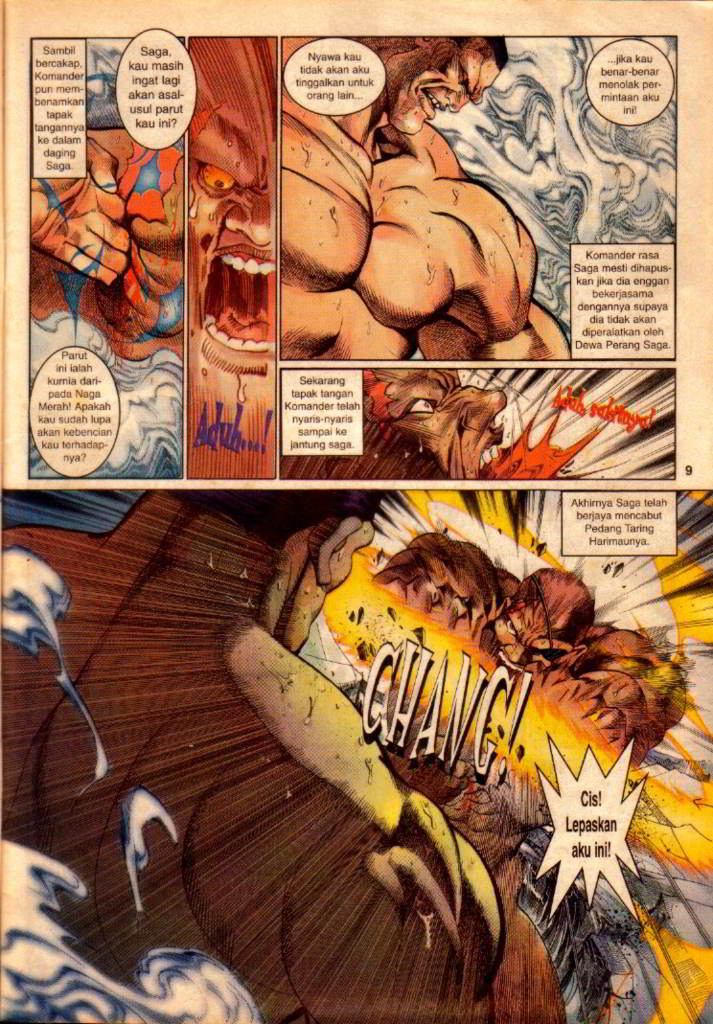 Sambil
bercakap,
Komander
pun mem-
benamkan
tapak
tangannya
ke dalam
daging
Saga.
Saga,
kau masih
ingat lagi
akan asal-
usul parut
kau ini?
Parut
ini ialah
kurnia dari-
pada Naga
Merah! Apakah
kau sudah lupa
akan kebencian
kau terhadap-
nya?
Aduh...!
Nyawa kau
tidak akan aku
tinggalkan untuk
orang lain...
...jika kau
benar-benar
menolak per-
mintaan aku
ini!
Komander rasa
Saga mesti dihapus-
kan jika dia enggan
bekerjasama
dengannya supaya
dia tidak akan
diperalatkan oleh
Dewa Perang Saga.
Sekarang
tapak tangan
Komander telah
nyaris-nyaris
sampai ke
jantung saga.
Aduh, sakitnya!
9
Akhirnya Saga telah
berjaya mencabut
Pedang Taring
Harimaunya.
CHANG!
Cis!
Lepaskan
aku ini!